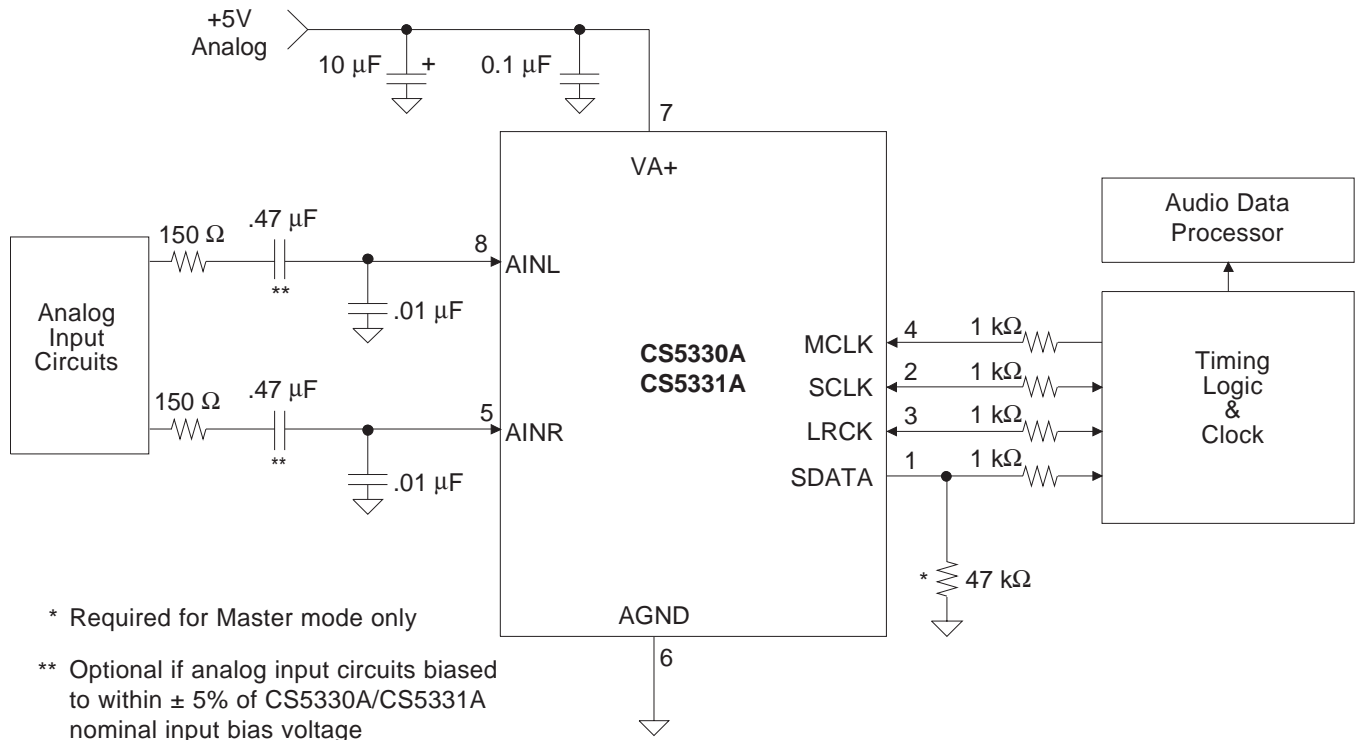 +5V
Analog
10 µF
+
0.1 µF
7
VA+
150 Ω
.47 µF
**
8
AINL
.01 µF
Analog
Input
Circuits
150 Ω
.47 µF
**
5
AINR
.01 µF
CS5330A
CS5331A
MCLK
4
1 kΩ
SCLK
2
1 kΩ
LRCK
3
1 kΩ
SDATA
1
1 kΩ
Audio Data
Processor
Timing
Logic
&
Clock
* 47 kΩ
AGND
6
* Required for Master mode only
** Optional if analog input circuits biased
to within ± 5% of CS5330A/CS5331A
nominal input bias voltage